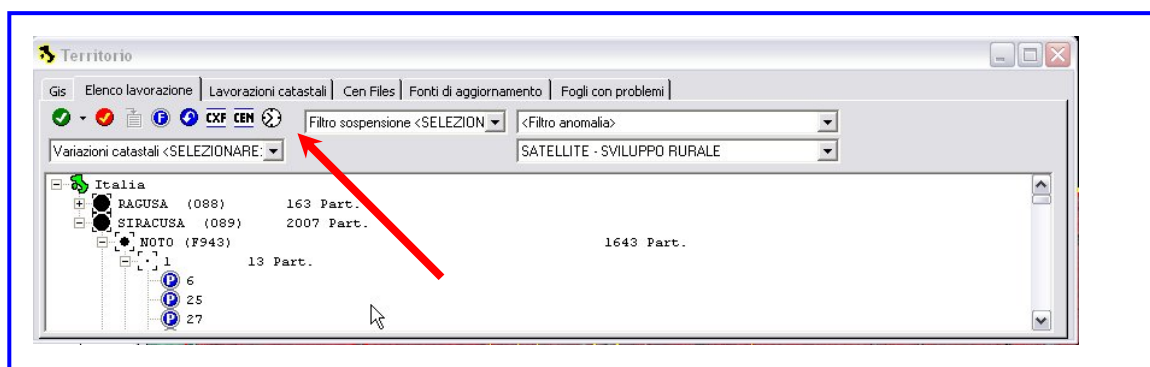 Territorio
Gis Elenco lavorazione Lavorazioni catastali Cen Files Fonti di aggiornamento Fogli con problemi
F CXF CEN Filtro sospensione <SELEZION <Filtro anomalia>
Variazioni catastali <SELEZIONARE: SATELLITE - SVILUPPO RURALE
Italia
RAGUSA (088) 163 Part.
SIRACUSA (089) 2007 Part.
NOTO (F943) 1643 Part.
1 13 Part.
P 6
P 25
P 27